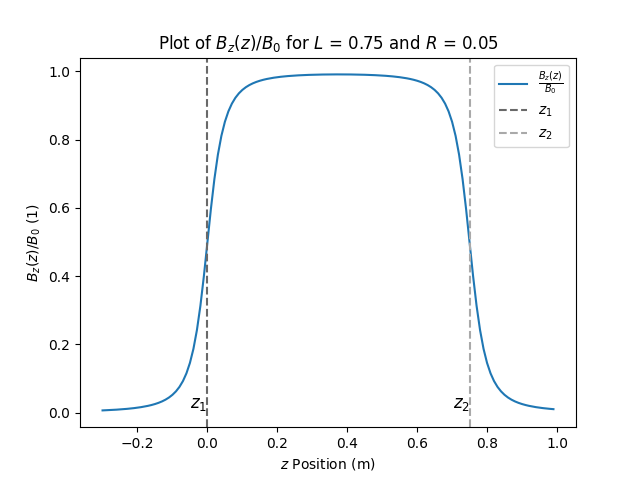 Plot of B_z(z)/B_0 for L = 0.75 and R = 0.05
1.0
0.8
0.6
0.4
0.2
0.0
B_z(z)/B_0 (1)
B_z(z)/B_0
z_1
z_2
z_1
z_2
−0.2 0.0 0.2 0.4 0.6 0.8 1.0
z Position (m)